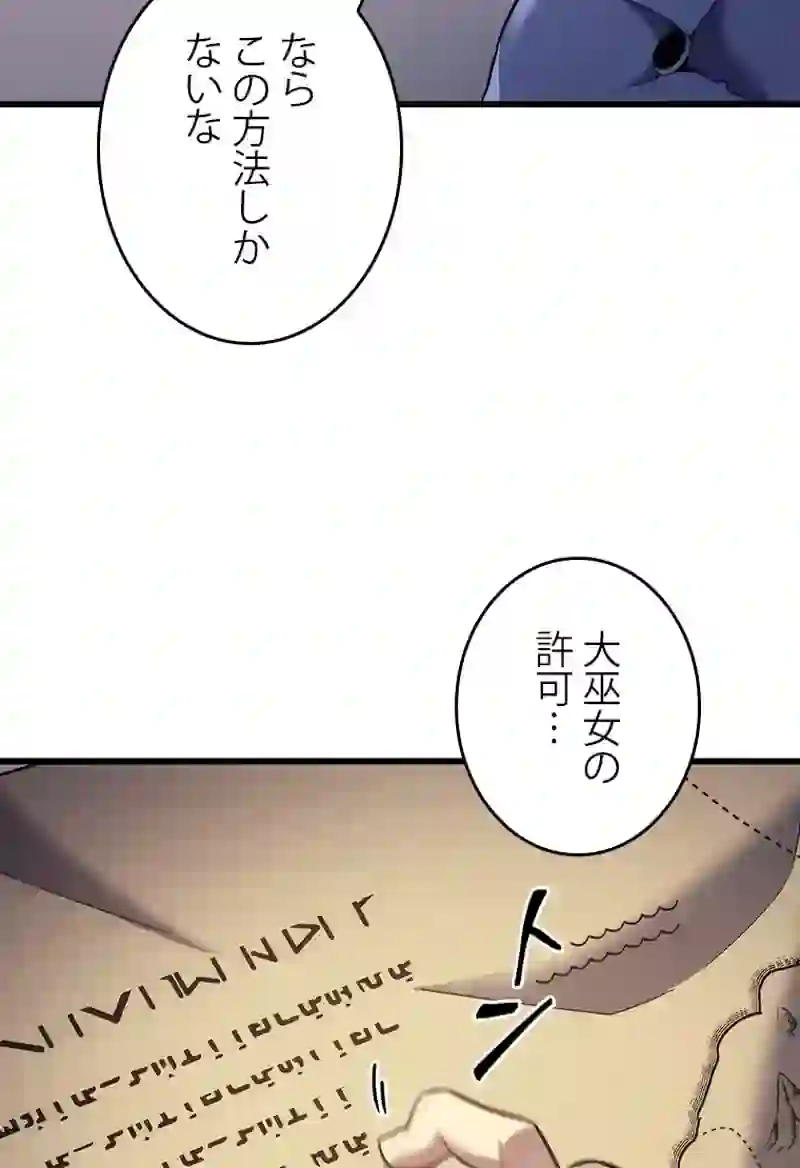 なら
この方法しか
ないな
大巫女の
許可…
トン